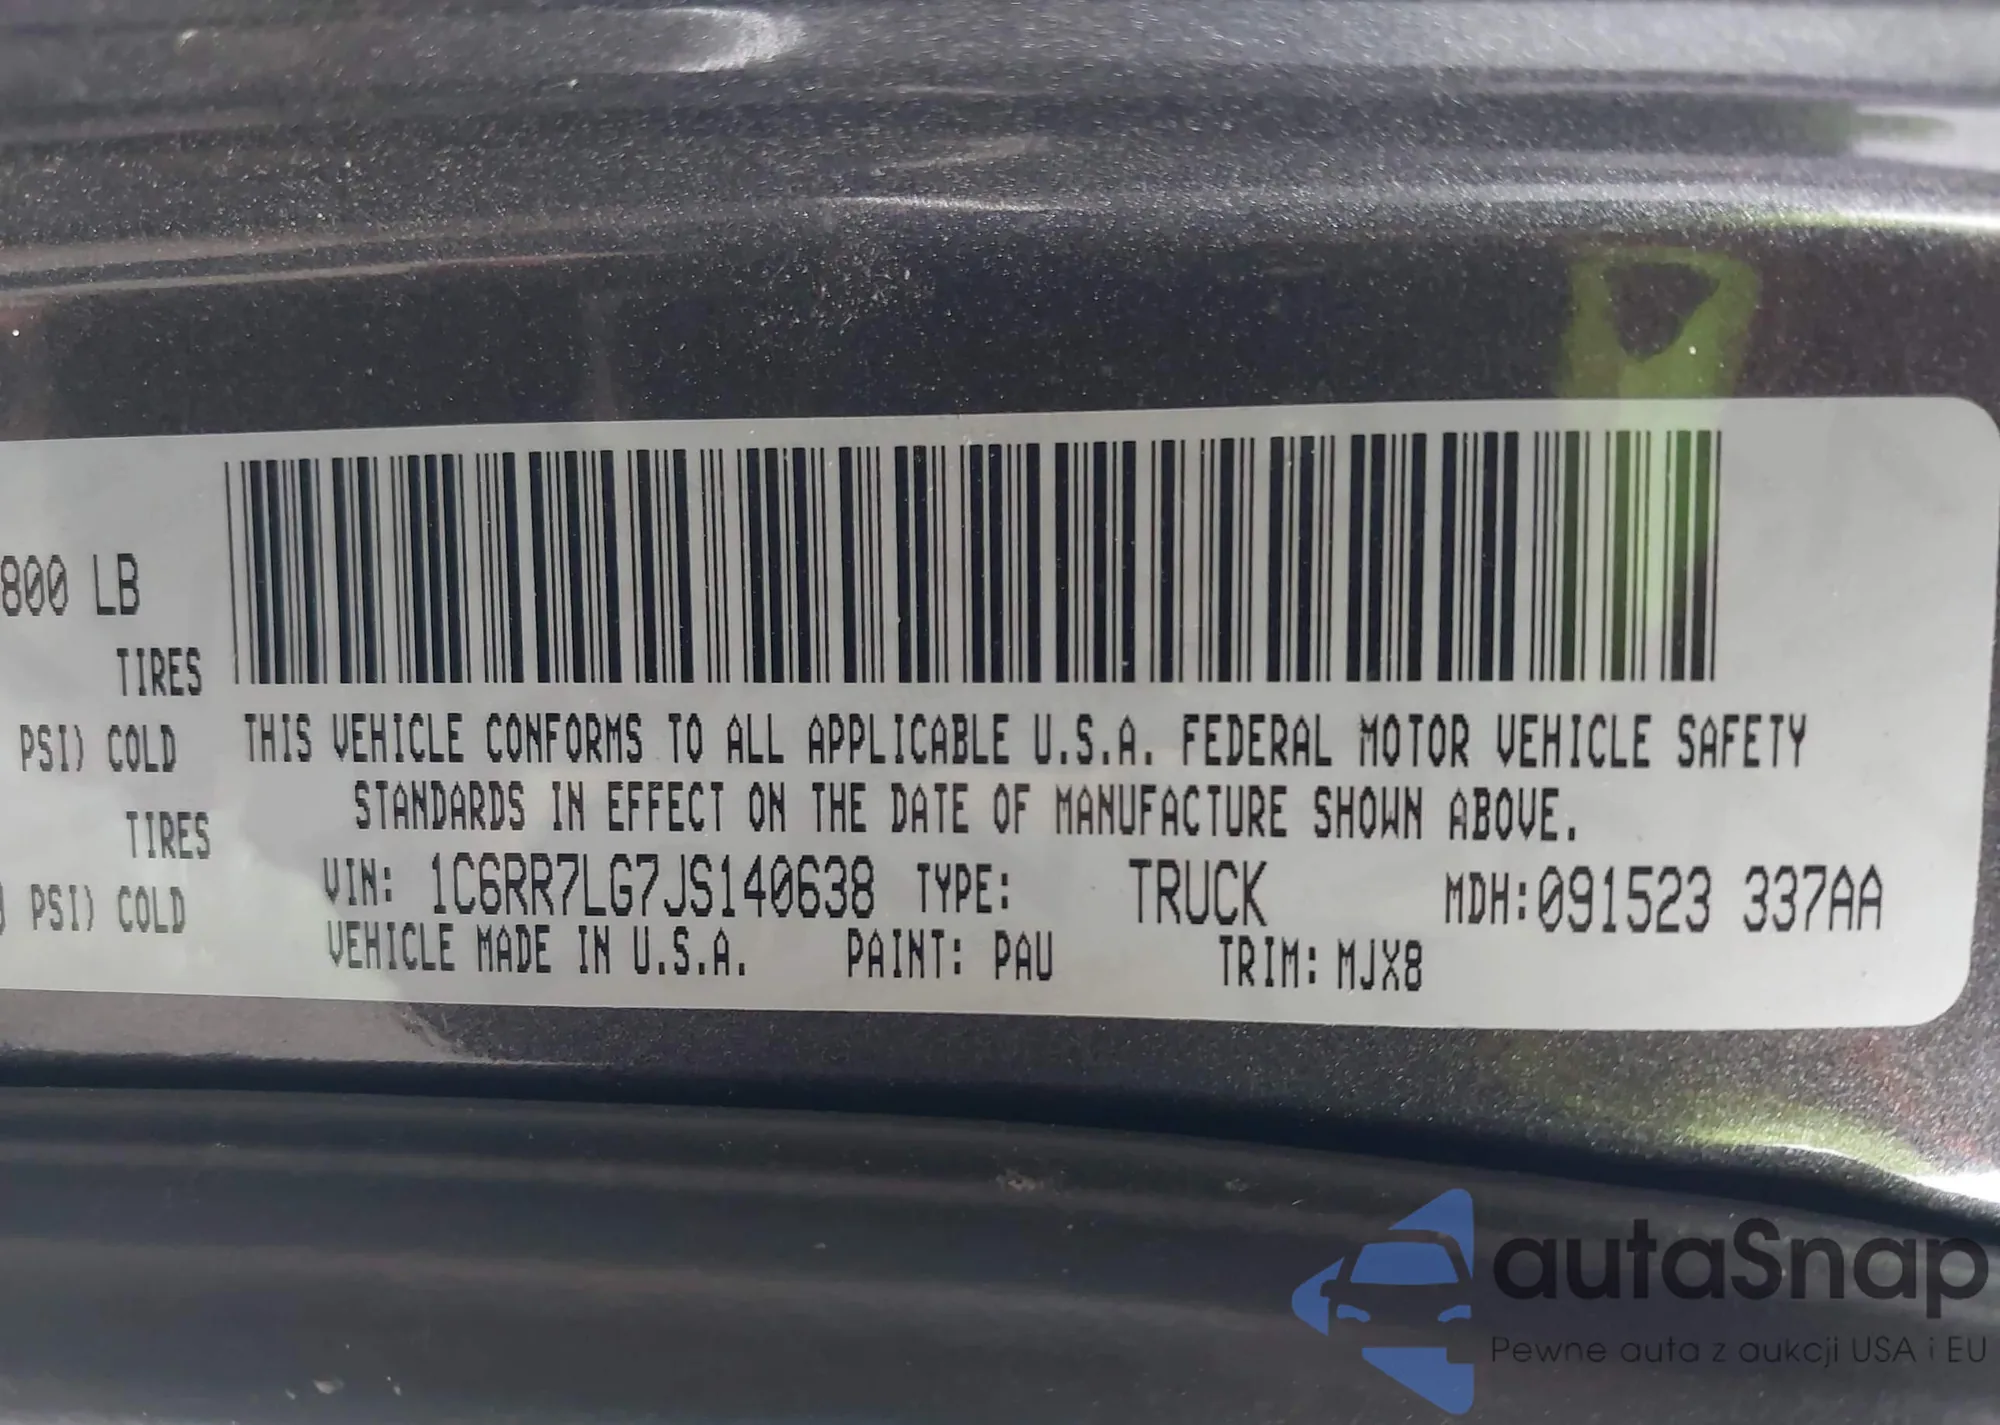 800 LB
TIRES
PSI) COLD
TIRES
PSI) COLD
THIS VEHICLE CONFORMS TO ALL APPLICABLE U.S.A. FEDERAL MOTOR VEHICLE SAFETY
STANDARDS IN EFFECT ON THE DATE OF MANUFACTURE SHOWN ABOVE.
VIN: 1C6RR7LG7JS140638 TYPE: TRUCK MDH:091523 337AA
VEHICLE MADE IN U.S.A. PAINT: PAU TRIM: MJX8
autaSnap
Pewne auta z aukcji USA i EU